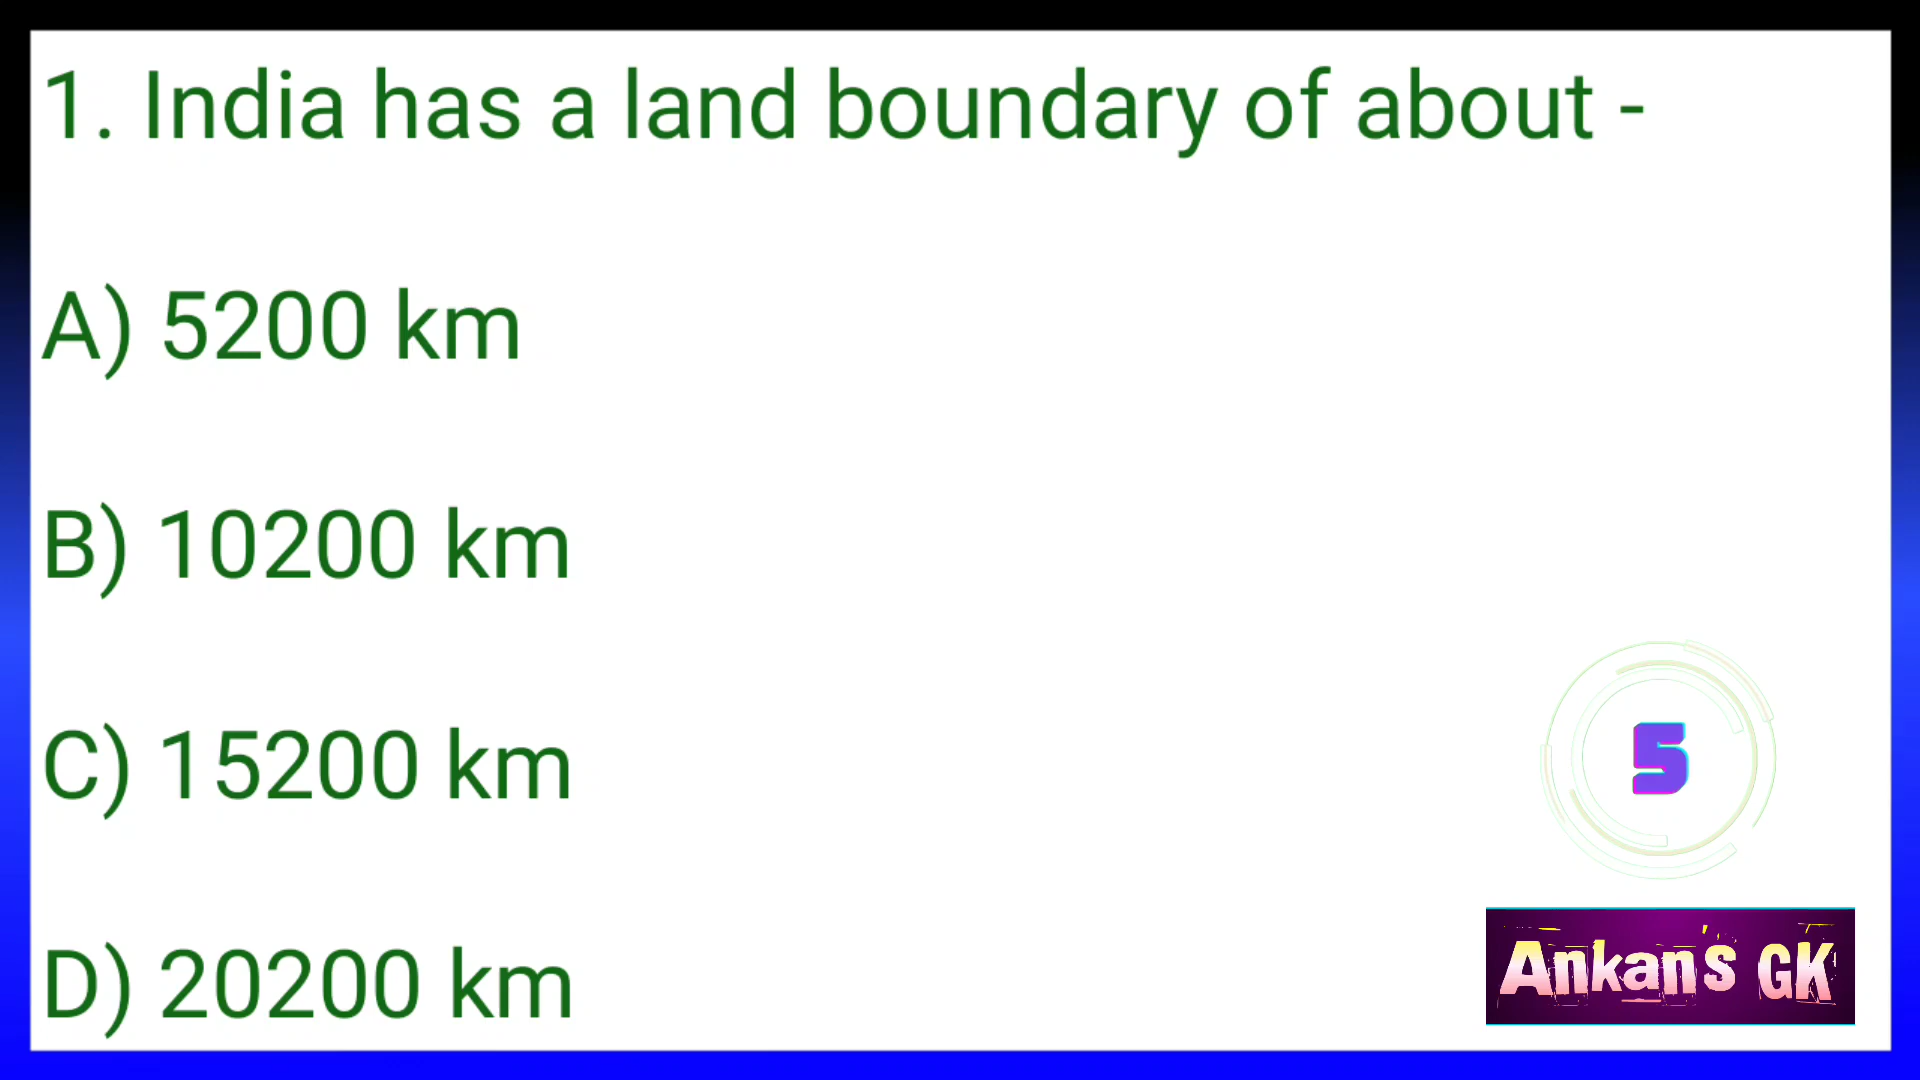 1. India has a land boundary of about -
A) 5200 km
B) 10200 km
C) 15200 km
D) 20200 km
5
Ankan's GK